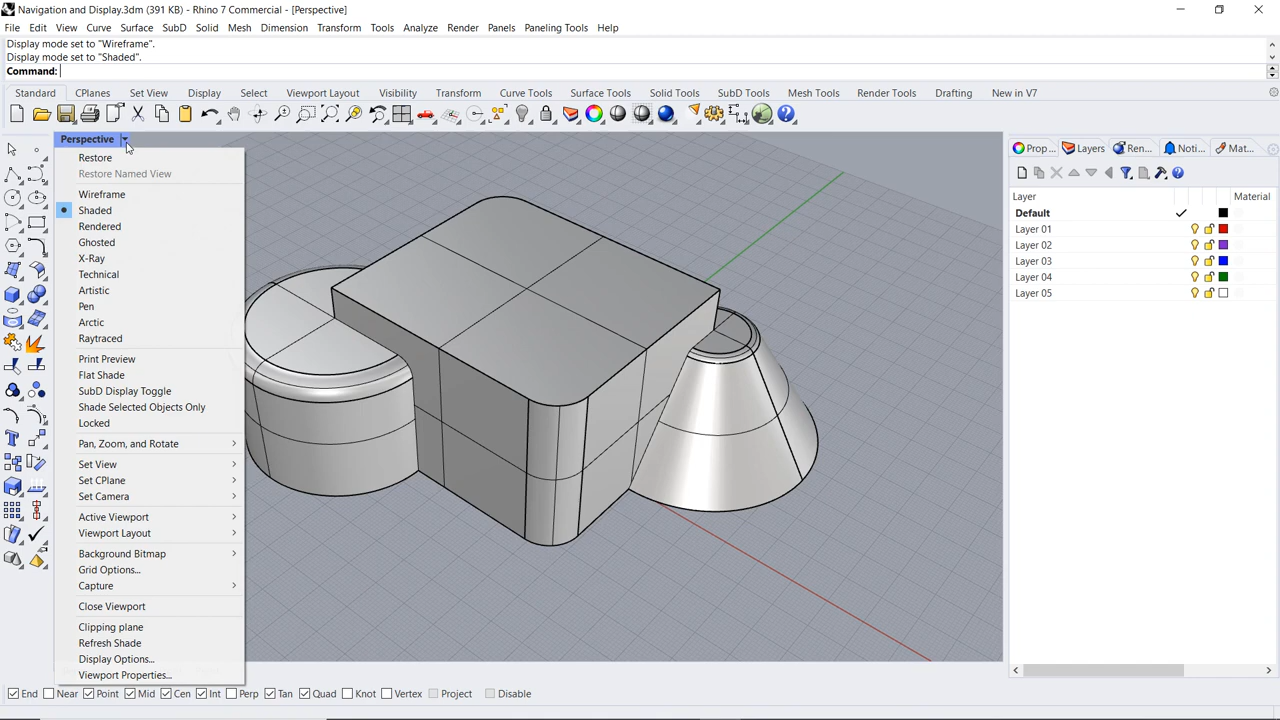 Navigation and Display.3dm (391 KB) - Rhino 7 Commercial - [Perspective]
File Edit View Curve Surface SubD Solid Mesh Dimension Transform Tools Analyze Render Panels Paneling Tools Help
Display mode set to "Wireframe".
Display mode set to "Shaded".
Command:
Standard CPlanes Set View Display Select Viewport Layout Visibility Transform Curve Tools Surface Tools Solid Tools SubD Tools Mesh Tools Render Tools Drafting New in V7
Perspective
Prop... Layers Ren... Noti... Mat...
Restore
Restore Named View
Wireframe
Shaded
Rendered
Ghosted
X-Ray
Technical
Artistic
Pen
Arctic
Raytraced
Print Preview
Flat Shade
SubD Display Toggle
Shade Selected Objects Only
Locked
Pan, Zoom, and Rotate
Set View
Set CPlane
Set Camera
Active Viewport
Viewport Layout
Background Bitmap
Grid Options...
Capture
Close Viewport
Clipping plane
Refresh Shade
Display Options...
Viewport Properties...
Layer Material
Default
Layer 01
Layer 02
Layer 03
Layer 04
Layer 05
End Near Point Mid Cen Int Perp Tan Quad Knot Vertex Project Disable